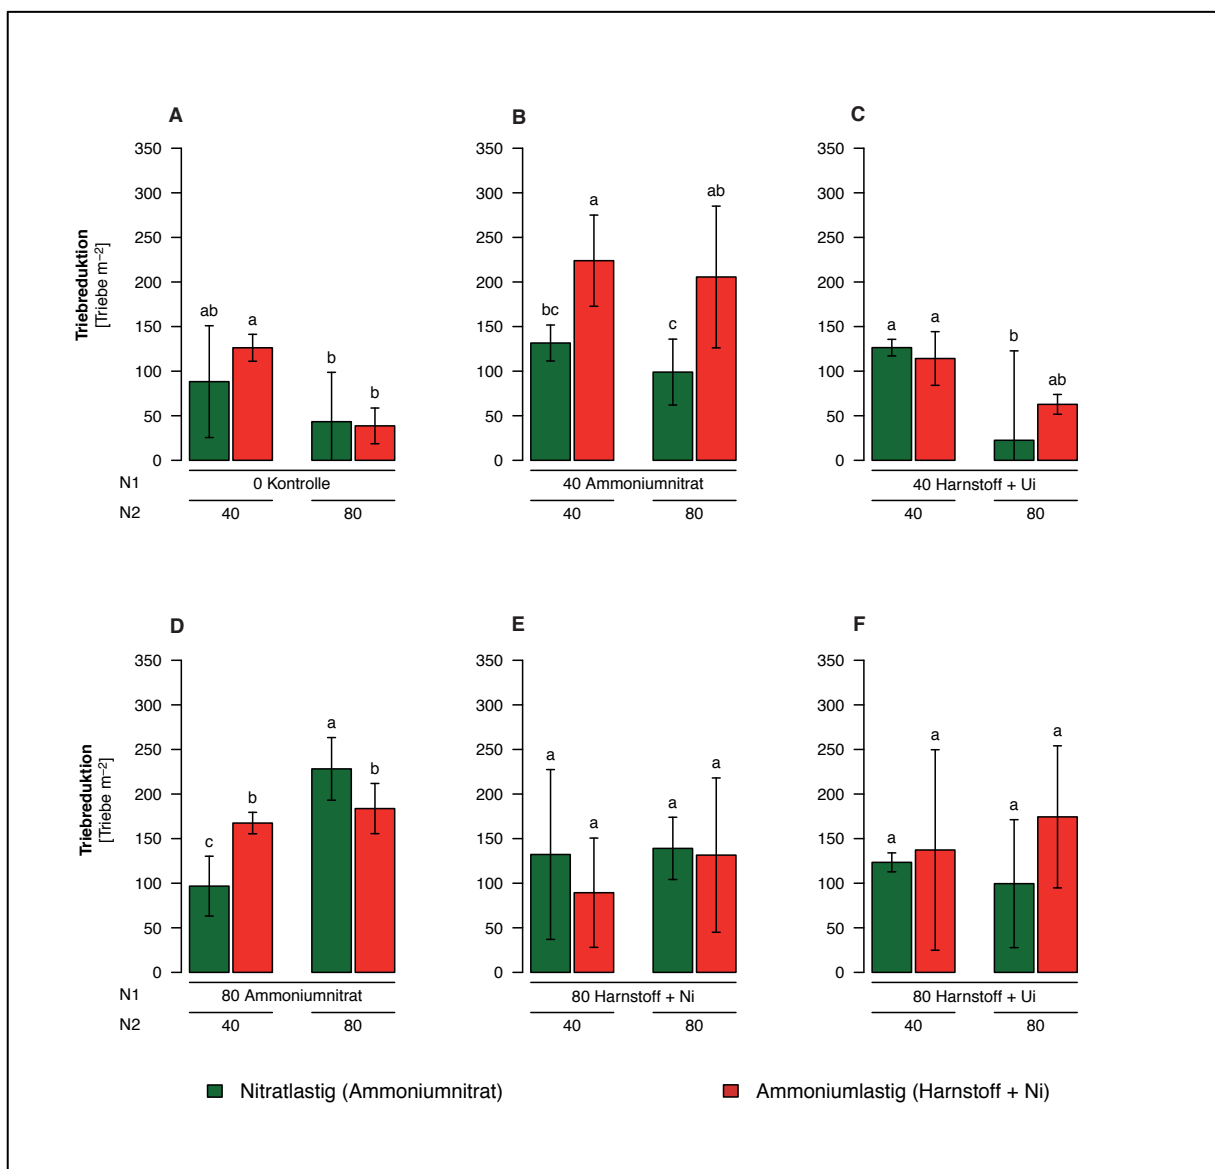 A
B
C
Triebreduktion
[Triebe m−2]
350
300
250
200
150
100
50
0
ab
a
b
b
350
300
250
200
150
100
50
0
bc
a
c
ab
350
300
250
200
150
100
50
0
a
a
b
ab
N1
0 Kontrolle
40 Ammoniumnitrat
40 Harnstoff + Ui
N2
40
80
40
80
40
80
D
E
F
Triebreduktion
[Triebe m−2]
350
300
250
200
150
100
50
0
c
b
a
b
350
300
250
200
150
100
50
0
a
a
a
a
350
300
250
200
150
100
50
0
a
a
a
a
N1
80 Ammoniumnitrat
80 Harnstoff + Ni
80 Harnstoff + Ui
N2
40
80
40
80
40
80
Nitratlastig (Ammoniumnitrat)
Ammoniumlastig (Harnstoff + Ni)